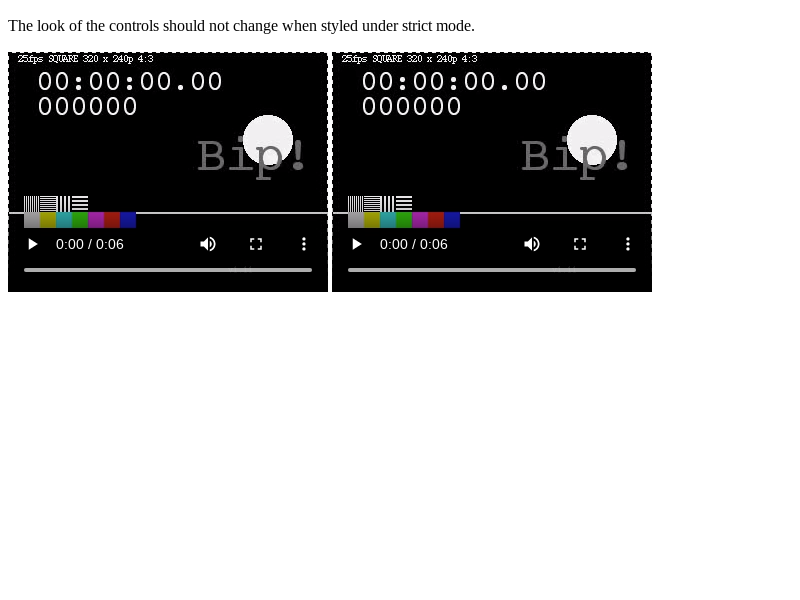 The look of the controls should not change when styled under strict mode.
25fps SQUARE 320 x 240p 4:3
00:00:00.00
000000
Bip!
0:00 / 0:06
25fps SQUARE 320 x 240p 4:3
00:00:00.00
000000
Bip!
0:00 / 0:06